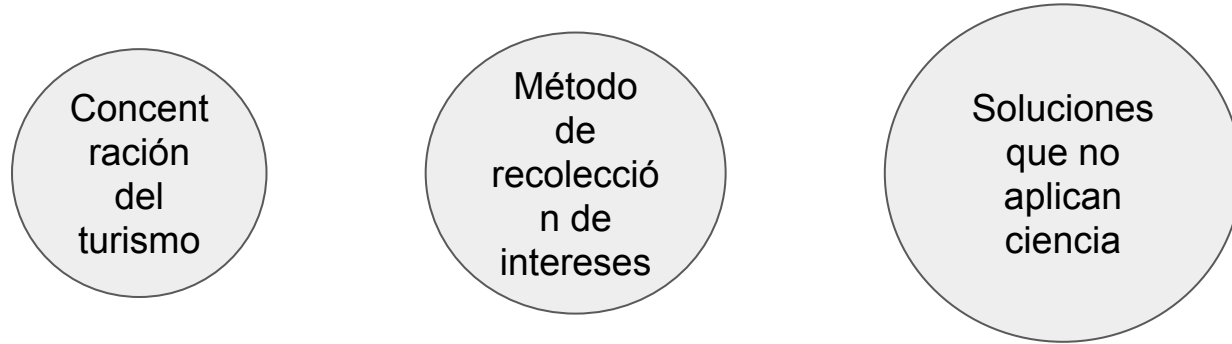 Concent
ración
del
turismo
Método
de
recolecció
n de
intereses
Soluciones
que no
aplican
ciencia